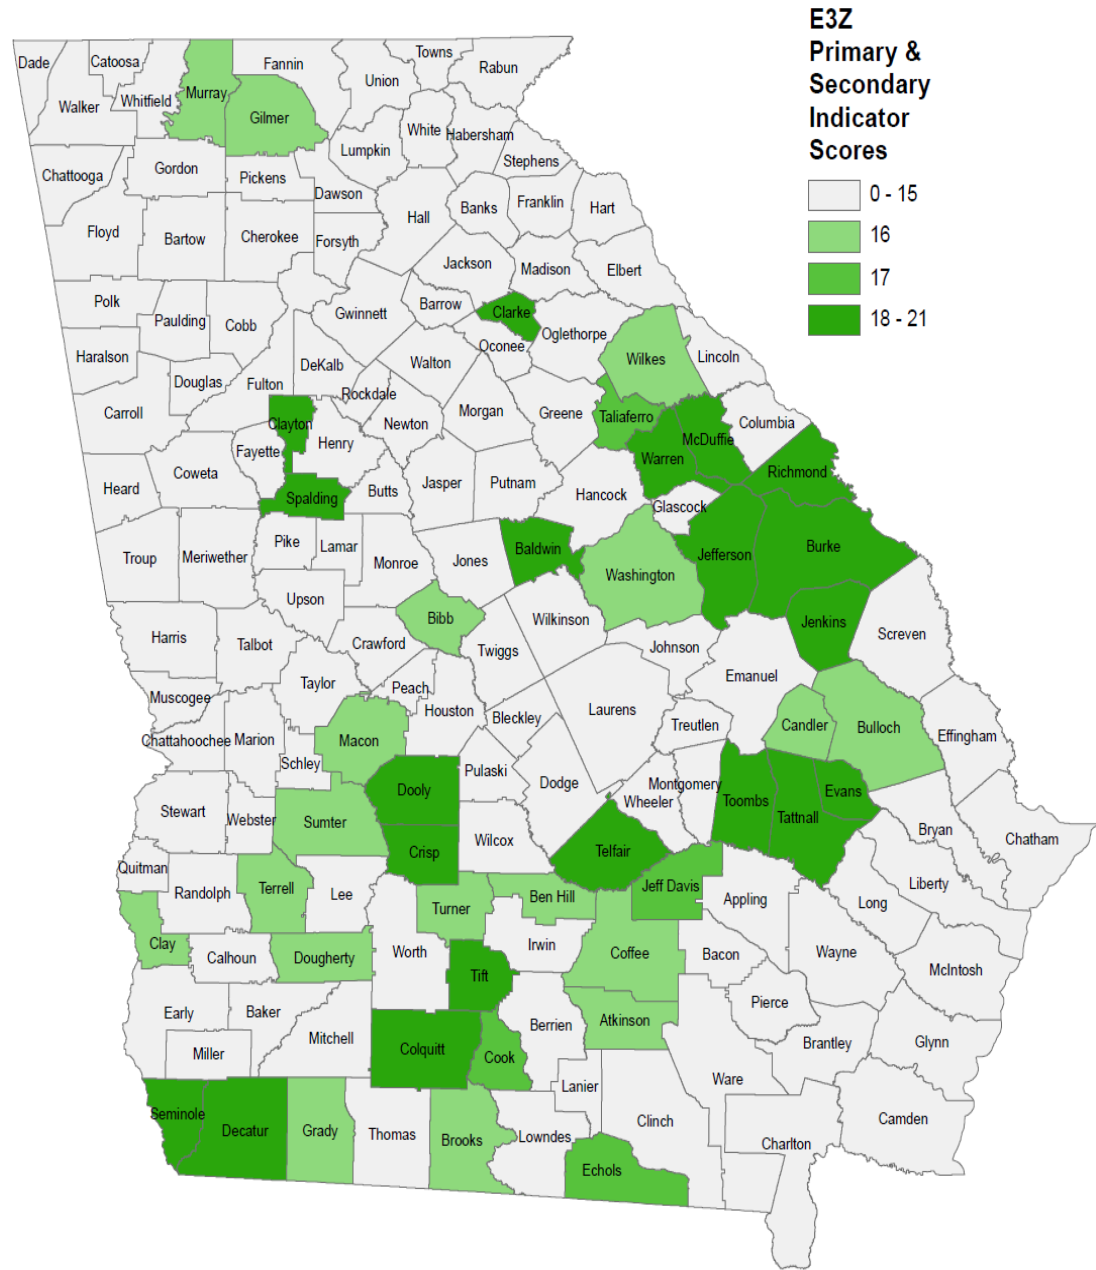 E3Z
Primary &
Secondary
Indicator
Scores
0 - 15
16
17
18 - 21
Dade
Catoosa
Walker
Whitfield
Murray
Fannin
Gilmer
Union
Towns
Rabun
White
Habersham
Lumpkin
Stephens
Chattooga
Gordon
Pickens
Dawson
Floyd
Bartow
Cherokee
Forsyth
Hall
Banks
Franklin
Hart
Jackson
Madison
Elbert
Polk
Paulding
Cobb
Gwinnett
Barrow
Clarke
Oconee
Oglethorpe
Haralson
Douglas
Fulton
DeKalb
Rockdale
Walton
Wilkes
Lincoln
Carroll
Clayton
Fayette
Henry
Newton
Morgan
Greene
Taliaferro
McDuffie
Columbia
Warren
Richmond
Heard
Coweta
Spalding
Butts
Jasper
Putnam
Hancock
Glascock
Troup
Meriwether
Pike
Lamar
Monroe
Jones
Baldwin
Washington
Jefferson
Burke
Upson
Bibb
Wilkinson
Jenkins
Screven
Harris
Talbot
Crawford
Twiggs
Johnson
Emanuel
Muscogee
Taylor
Peach
Houston
Bleckley
Laurens
Treutlen
Candler
Bulloch
Effingham
Chattahoochee
Marion
Schley
Macon
Dooly
Pulaski
Dodge
Montgomery
Wheeler
Toombs
Tattnall
Evans
Stewart
Webster
Sumter
Crisp
Wilcox
Telfair
Bryan
Chatham
Quitman
Randolph
Terrell
Lee
Turner
Ben Hill
Jeff Davis
Appling
Long
Liberty
Clay
Calhoun
Dougherty
Worth
Tift
Irwin
Coffee
Bacon
Wayne
McIntosh
Early
Baker
Mitchell
Miller
Colquitt
Cook
Berrien
Atkinson
Pierce
Brantley
Glynn
Seminole
Decatur
Grady
Thomas
Brooks
Lowndes
Lanier
Clinch
Echols
Ware
Charlton
Camden